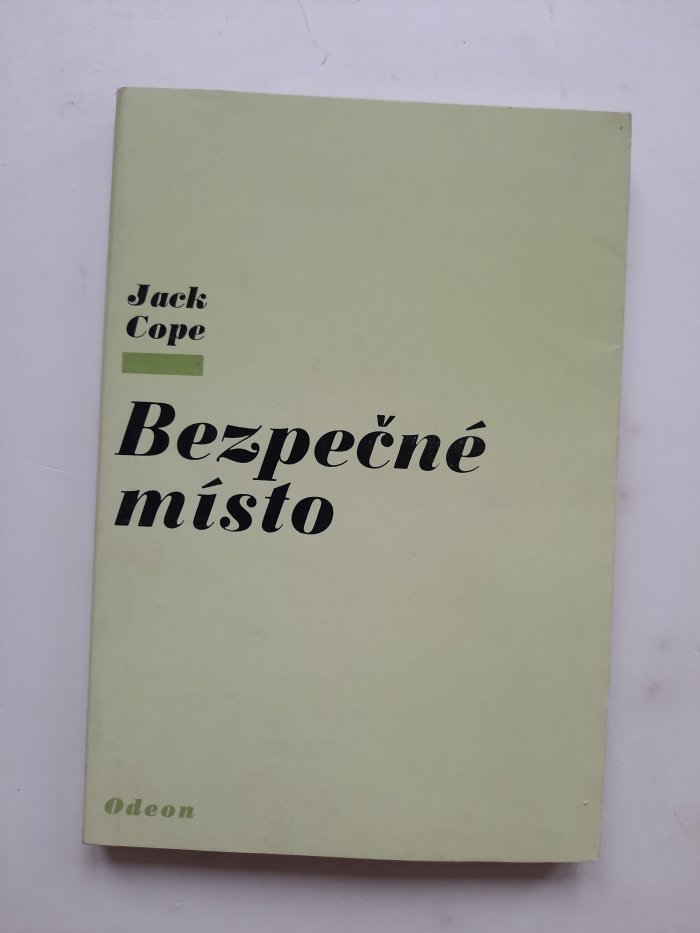 Jack
Cope
Bezpečné
místo
Odeon